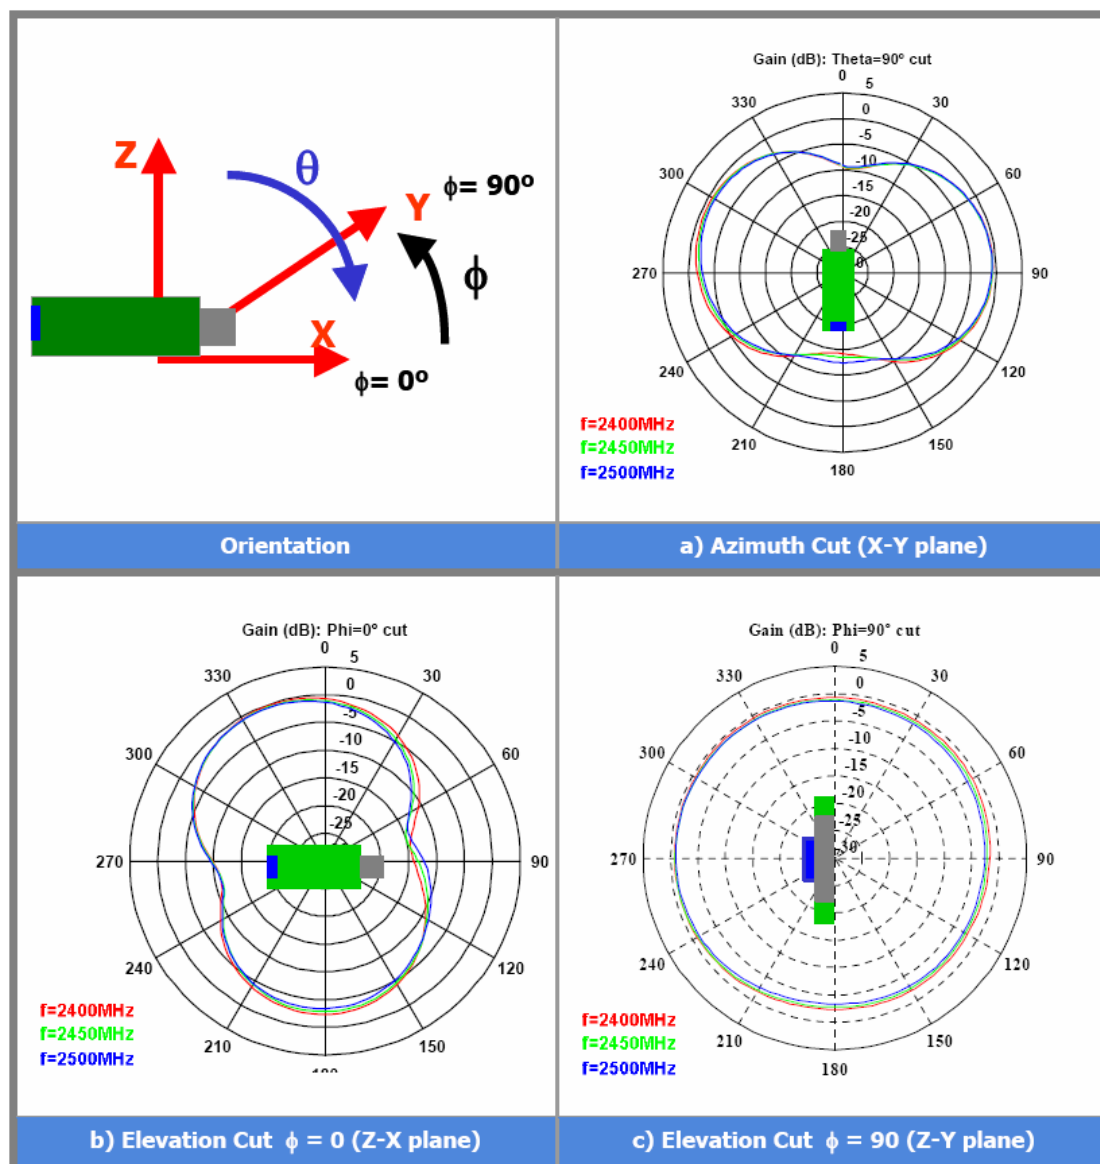 Z
θ
ϕ= 90º
Y
ϕ
X
ϕ= 0º
Orientation
Gain (dB): Theta=90º cut
0
5
330
0
30
-5
-10
300
-15
60
-20
-25
270
0
90
240
120
f=2400MHz
210
150
f=2450MHz
180
f=2500MHz
a) Azimuth Cut (X-Y plane)
Gain (dB): Phi=0º cut
0
5
330
0
30
-5
-10
300
60
-15
-20
-25
270
90
240
120
f=2400MHz
f=2450MHz
210
150
f=2500MHz
b) Elevation Cut ϕ = 0 (Z-X plane)
Gain (dB): Phi=90° cut
0
5
330
0
30
-5
-10
300
60
-15
-20
-25
-30
270
90
240
120
f=2400MHz
f=2450MHz
210
150
f=2500MHz
180
c) Elevation Cut ϕ = 90 (Z-Y plane)